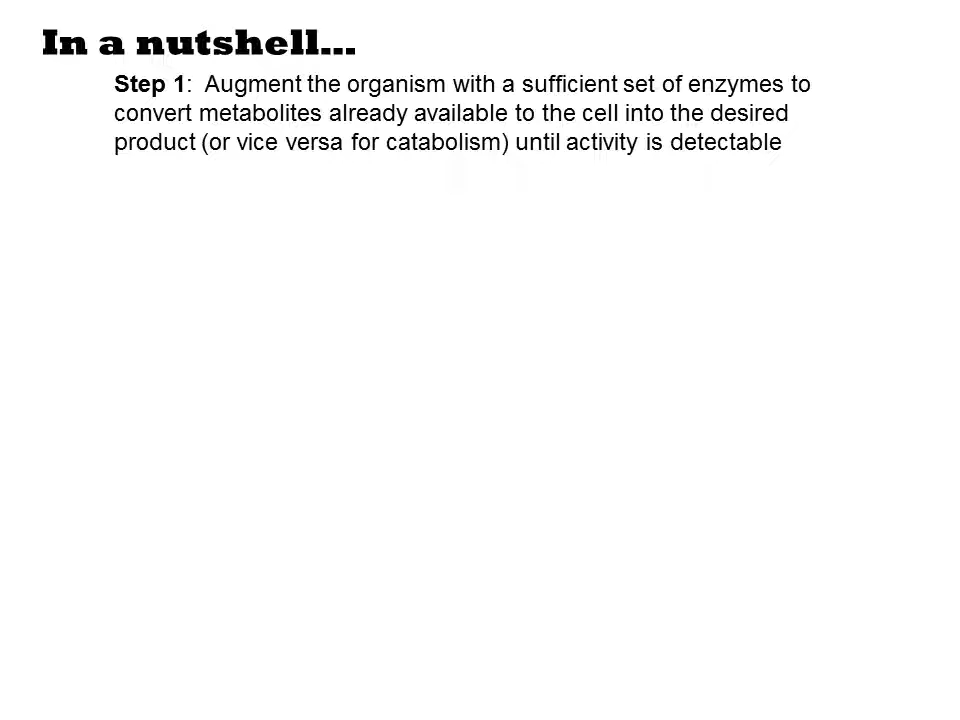 In a nutshell...
Step 1:  Augment the organism with a sufficient set of enzymes to
convert metabolites already available to the cell into the desired
product (or vice versa for catabolism) until activity is detectable